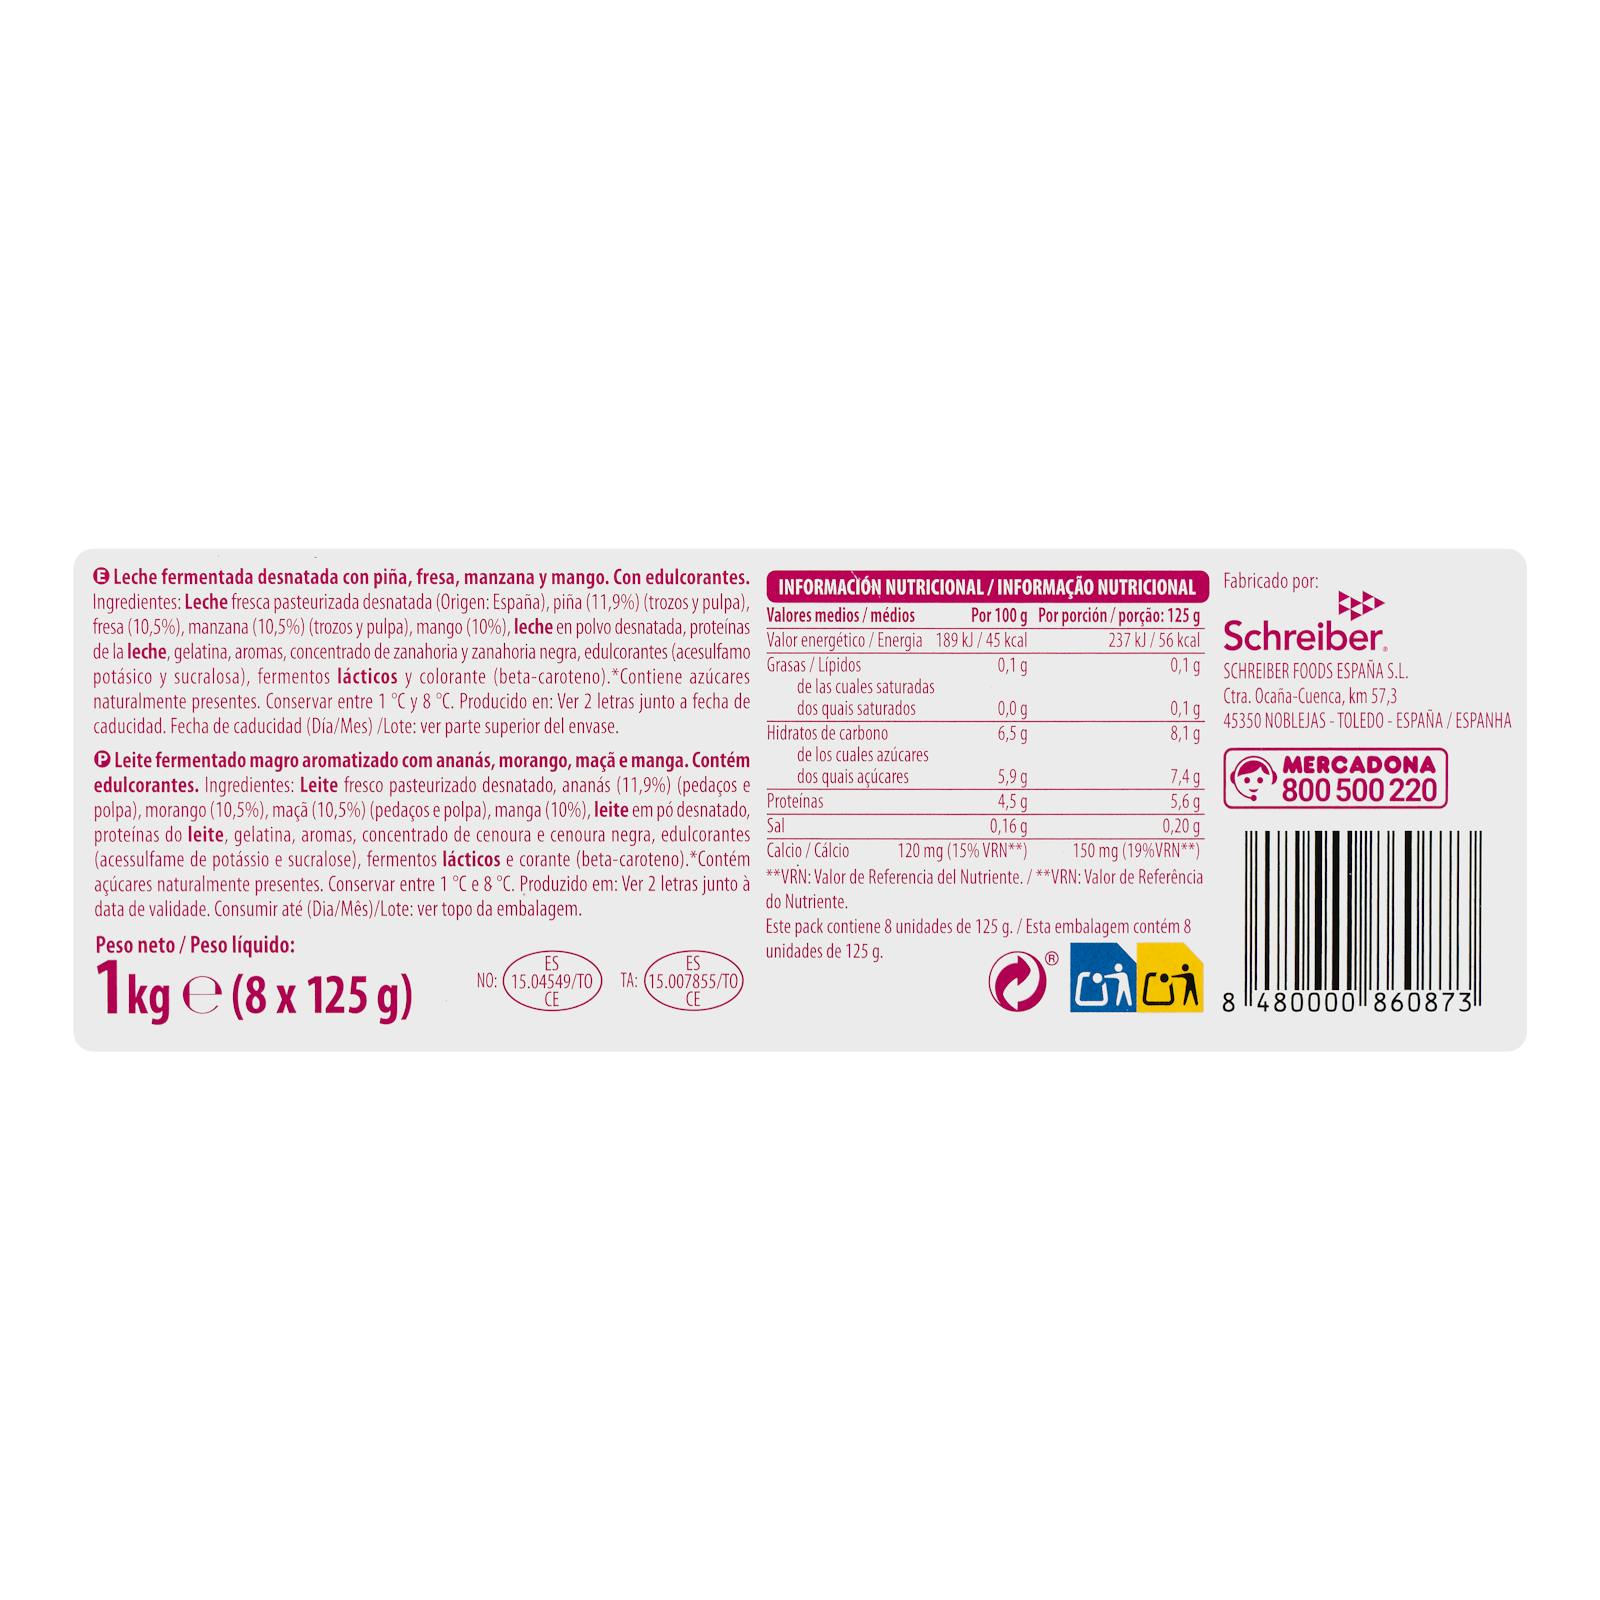 E Leche fermentada desnatada con piña, fresa, manzana y mango. Con edulcorantes.
Ingredientes: Leche fresca pasteurizada desnatada (Origen: España), piña (11,9%) (trozos y pulpa),
fresa (10,5%), manzana (10,5%) (trozos y pulpa), mango (10%), leche en polvo desnatada, proteínas
de la leche, gelatina, aromas, concentrado de zanahoria y zanahoria negra, edulcorantes (acesulfamo
potásico y sucralosa), fermentos lácticos y colorante (beta-caroteno).*Contiene azúcares
naturalmente presentes. Conservar entre 1 °C y 8 °C. Producido en: Ver 2 letras junto a fecha de
caducidad. Fecha de caducidad (Día/Mes) /Lote: ver parte superior del envase.
P Leite fermentado magro aromatizado com ananás, morango, maçã e manga. Contém
edulcorantes. Ingredientes: Leite fresco pasteurizado desnatado, ananás (11,9%) (pedaços e
polpa), morango (10,5%), maçã (10,5%) (pedaços e polpa), manga (10%), leite em pó desnatado,
proteínas do leite, gelatina, aromas, concentrado de cenoura e cenoura negra, edulcorantes
(acessulfame de potássio e sucralose), fermentos lácticos e corante (beta-caroteno).*Contém
açúcares naturalmente presentes. Conservar entre 1 °C e 8 °C. Produzido em: Ver 2 letras junto à
data de validade. Consumir até (Dia/Mês)/Lote: ver topo da embalagem.
Peso neto / Peso líquido:
1 kg ℮ (8 x 125 g)
NO: ES 15.04549/TO CE TA: ES 15.007855/TO CE
INFORMACIÓN NUTRICIONAL / INFORMAÇÃO NUTRICIONAL
Valores medios / médios Por 100 g Por porción / porção: 125 g
Valor energético / Energia 189 kJ / 45 kcal 237 kJ / 56 kcal
Grasas / Lípidos 0,1 g 0,1 g
de las cuales saturadas
dos quais saturados 0,0 g 0,1 g
Hidratos de carbono 6,5 g 8,1 g
de los cuales azúcares
dos quais açúcares 5,9 g 7,4 g
Proteínas 4,5 g 5,6 g
Sal 0,16 g 0,20 g
Calcio / Cálcio 120 mg (15% VRN**) 150 mg (19%VRN**)
**VRN: Valor de Referencia del Nutriente. / **VRN: Valor de Referência
do Nutriente.
Este pack contiene 8 unidades de 125 g. / Esta embalagem contém 8
unidades de 125 g.
®
Fabricado por:
Schreiber®
SCHREIBER FOODS ESPAÑA S.L.
Ctra. Ocaña-Cuenca, km 57,3
45350 NOBLEJAS - TOLEDO - ESPAÑA / ESPANHA
MERCADONA
800 500 220
8 480000 860873